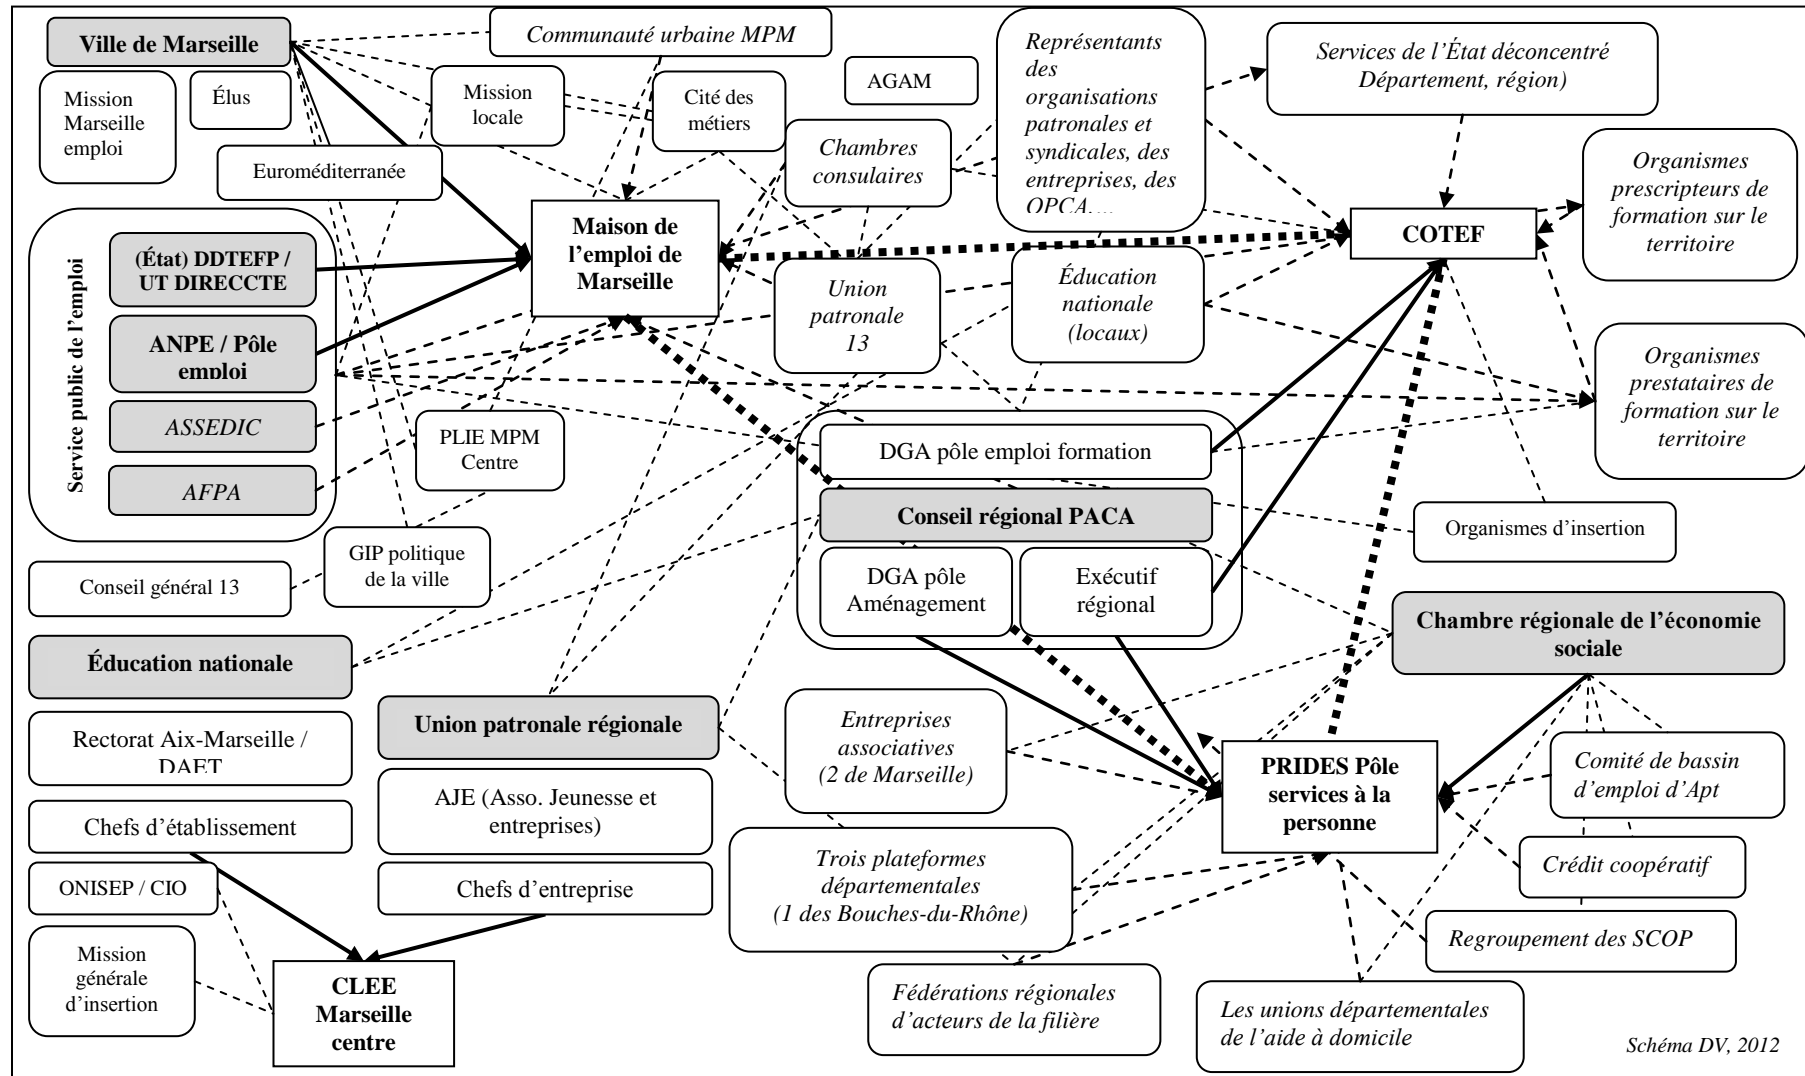 Ville de Marseille
Communauté urbaine MPM
Représentants
des
organisations
patronales et
syndicales, des
entreprises, des
OPCA,...
Services de l'État déconcentré
Département, région)
Mission
Marseille
emploi
Élus
Mission
locale
Cité des
métiers
AGAM
Euroméditerranée
Chambres
consulaires
Organismes
prescripteurs de
formation sur le
territoire
Service public de l'emploi
(État) DDTEFP /
UT DIRECCTE
ANPE / Pôle
emploi
ASSEDIC
AFPA
Maison de
l'emploi de
Marseille
Union
patronale
13
Éducation
nationale
(locaux)
COTEF
Organismes
prestataires de
formation sur le
territoire
PLIE MPM
Centre
GIP politique
de la ville
Conseil général 13
DGA pôle emploi formation
Conseil régional PACA
DGA pôle
Aménagement
Exécutif
régional
Organismes d'insertion
Chambre régionale de l'économie
sociale
Éducation nationale
Rectorat Aix-Marseille /
DAET
Chefs d'établissement
ONISEP / CIO
Mission
générale
d'insertion
Union patronale régionale
AJE (Asso. Jeunesse et
entreprises)
Chefs d'entreprise
CLEE
Marseille
centre
Entreprises
associatives
(2 de Marseille)
Trois plateformes
départementales
(1 des Bouches-du-Rhône)
Fédérations régionales
d'acteurs de la filière
PRIDES Pôle
services à la
personne
Comité de bassin
d'emploi d'Apt
Crédit coopératif
Regroupement des SCOP
Les unions départementales
de l'aide à domicile
Schéma DV, 2012